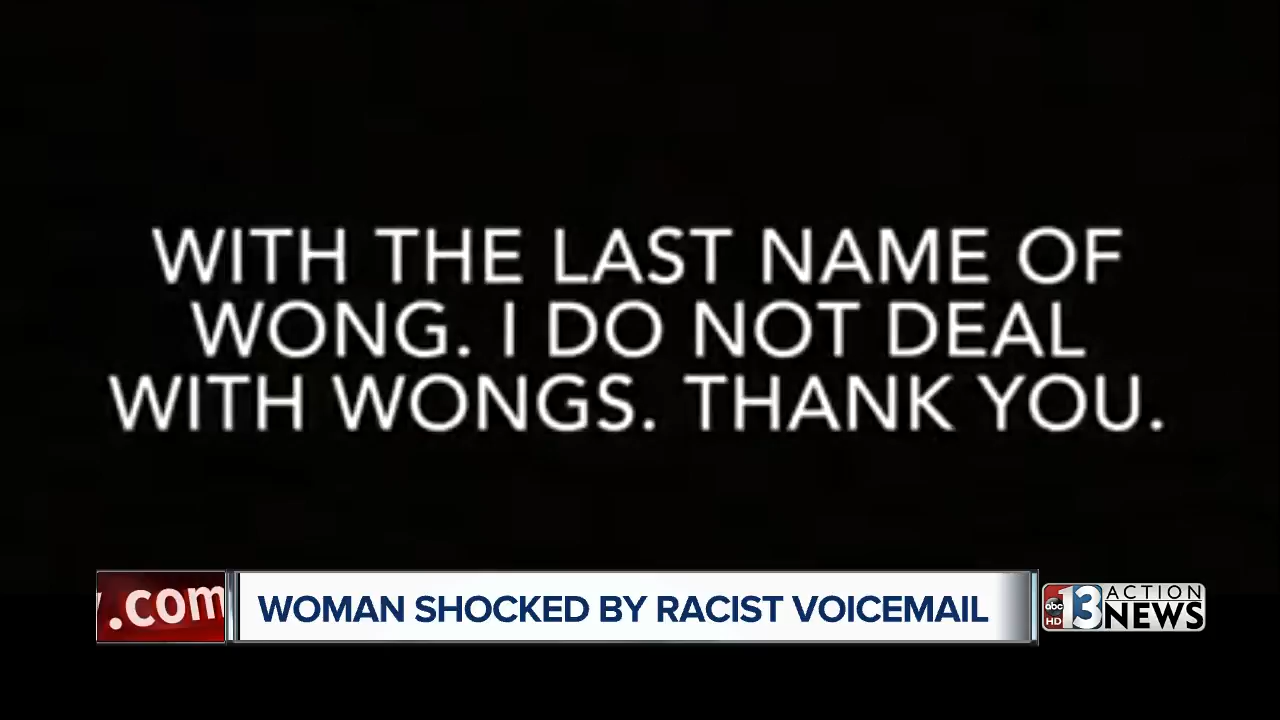 WITH THE LAST NAME OF
WONG. I DO NOT DEAL
WITH WONGS. THANK YOU.
.com
WOMAN SHOCKED BY RACIST VOICEMAIL
abc
HD
13
ACTION
NEWS